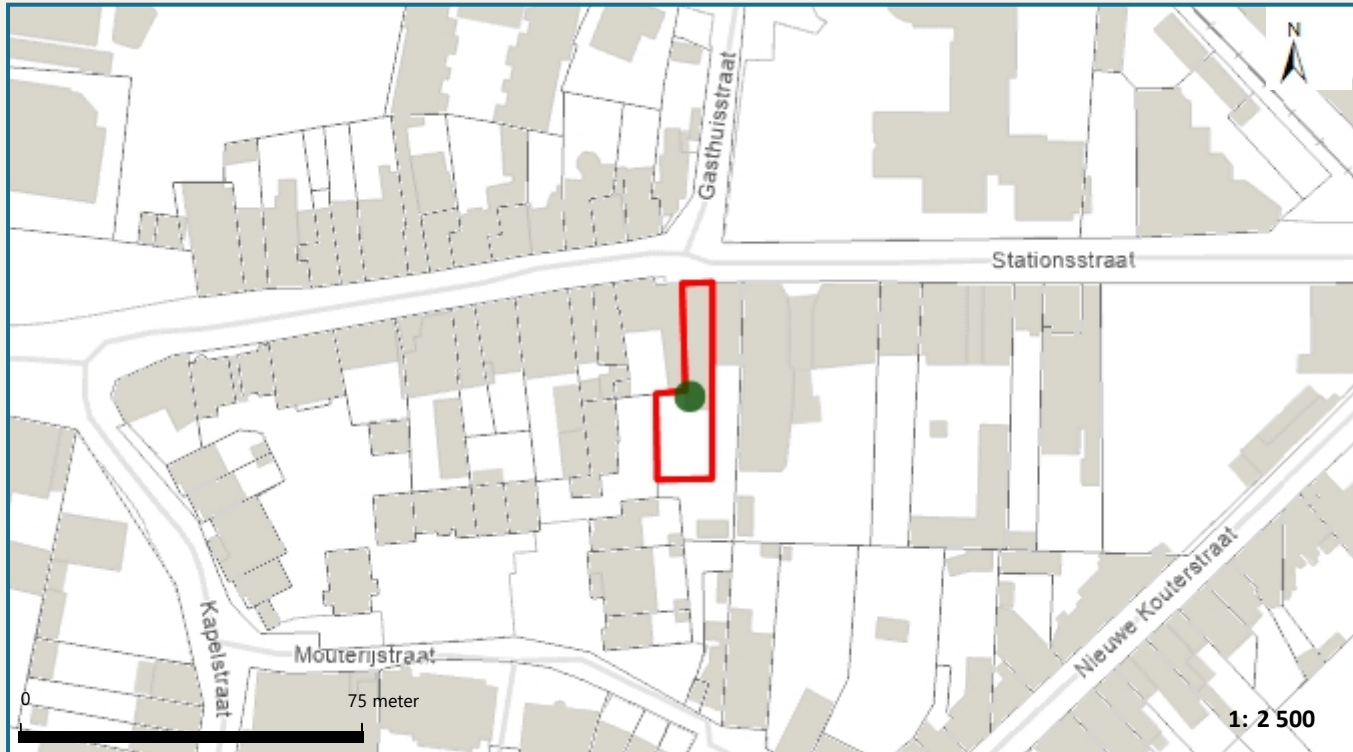 N
Gasthuisstraat
Stationsstraat
Nieuwe Kouterstraat
Kapelstraat
Mouterijstraat
0
75 meter
1: 2 500